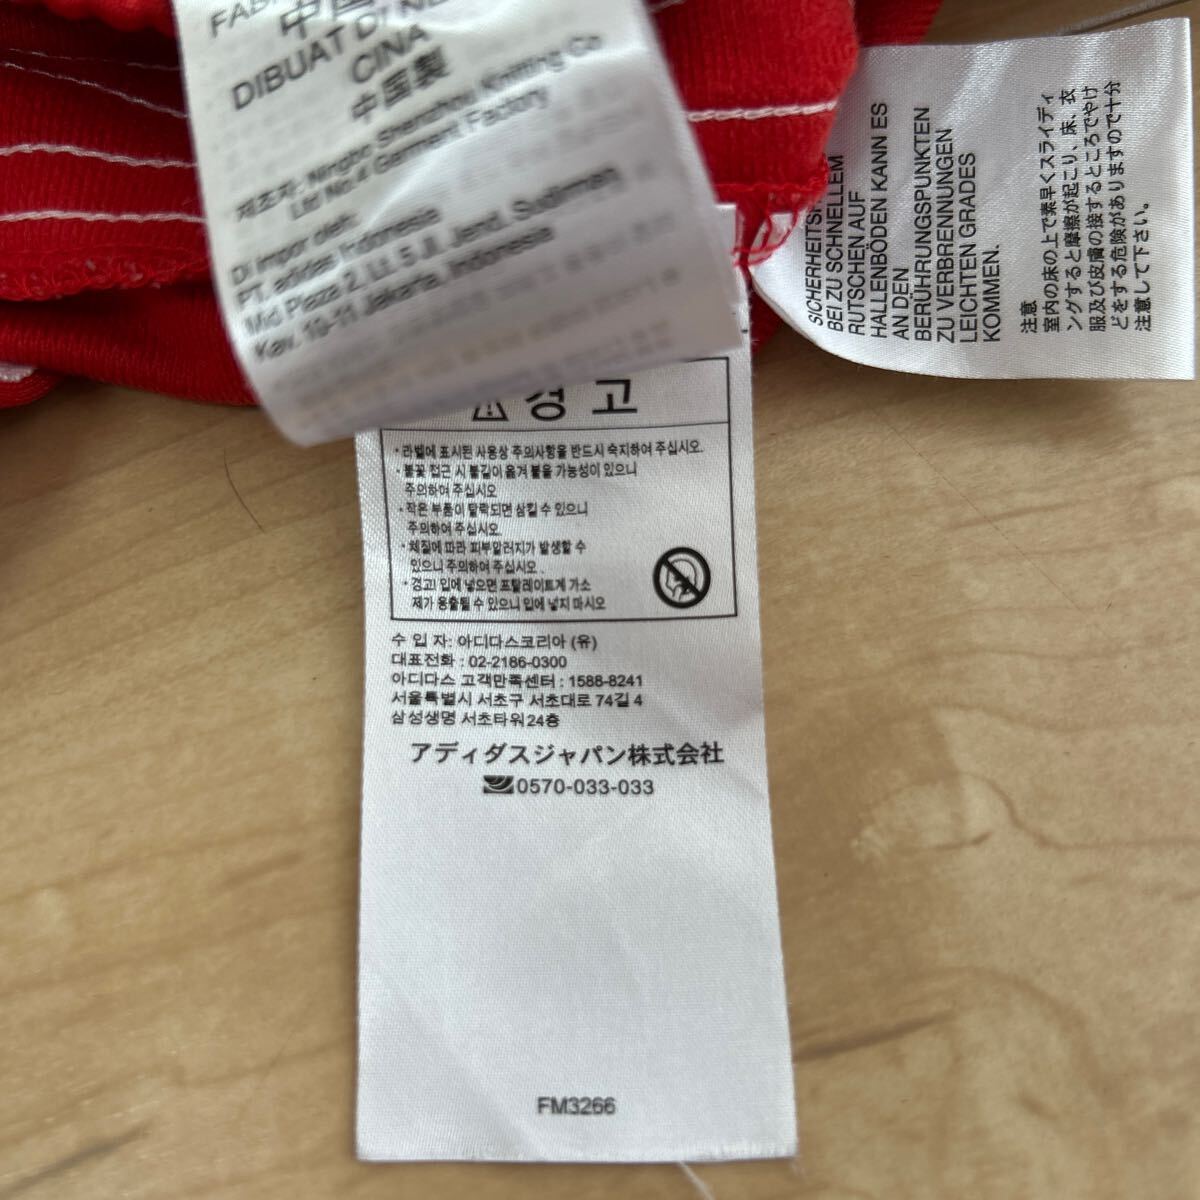 DIBUAT DI
CINA
中国製
제조자: Ningbo Shenzhou Knitting Co
Ltd No.4 Garment Factory
Di impor oleh:
PT. adidas Indonesia
Mid Plaza 2, Lt. 5 Jl. Jend. Sudirman
Kav. 10-11 Jakarta, Indonesia
BEI ZU SCHNELLEM
RUTSCHEN AUF
HALLENBÖDEN KANN ES
AN DEN
BERÜHRUNGSPUNKTEN
ZU VERBRENNUNGEN
LEICHTEN GRADES
KOMMEN.
注意
室内の床の上で素早くスライディ
ングすると摩擦が起こり、床、衣
服及び皮膚の接するところでやけ
どをする危険がありますので十分
注意して下さい。
경고
• 라벨에 표시된 사용상 주의사항을 반드시 숙지하여 주십시오.
• 불꽃 접근 시 불길이 옮겨 붙을 가능성이 있으니
주의하여 주십시오
• 작은 부품이 탈락되면 삼킬 수 있으니
주의하여 주십시오.
• 체질에 따라 피부알러지가 발생할 수
있으니 주의하여 주십시오.
• 경고! 입에 넣으면 프탈레이트계 가소
제가 용출될 수 있으니 입에 넣지 마시오
수 입 자: 아디다스코리아 (유)
대표전화 : 02-2186-0300
아디다스 고객만족센터 : 1588-8241
서울특별시 서초구 서초대로 74길 4
삼성생명 서초타워 24층
アディダスジャパン株式会社
0570-033-033
FM3266